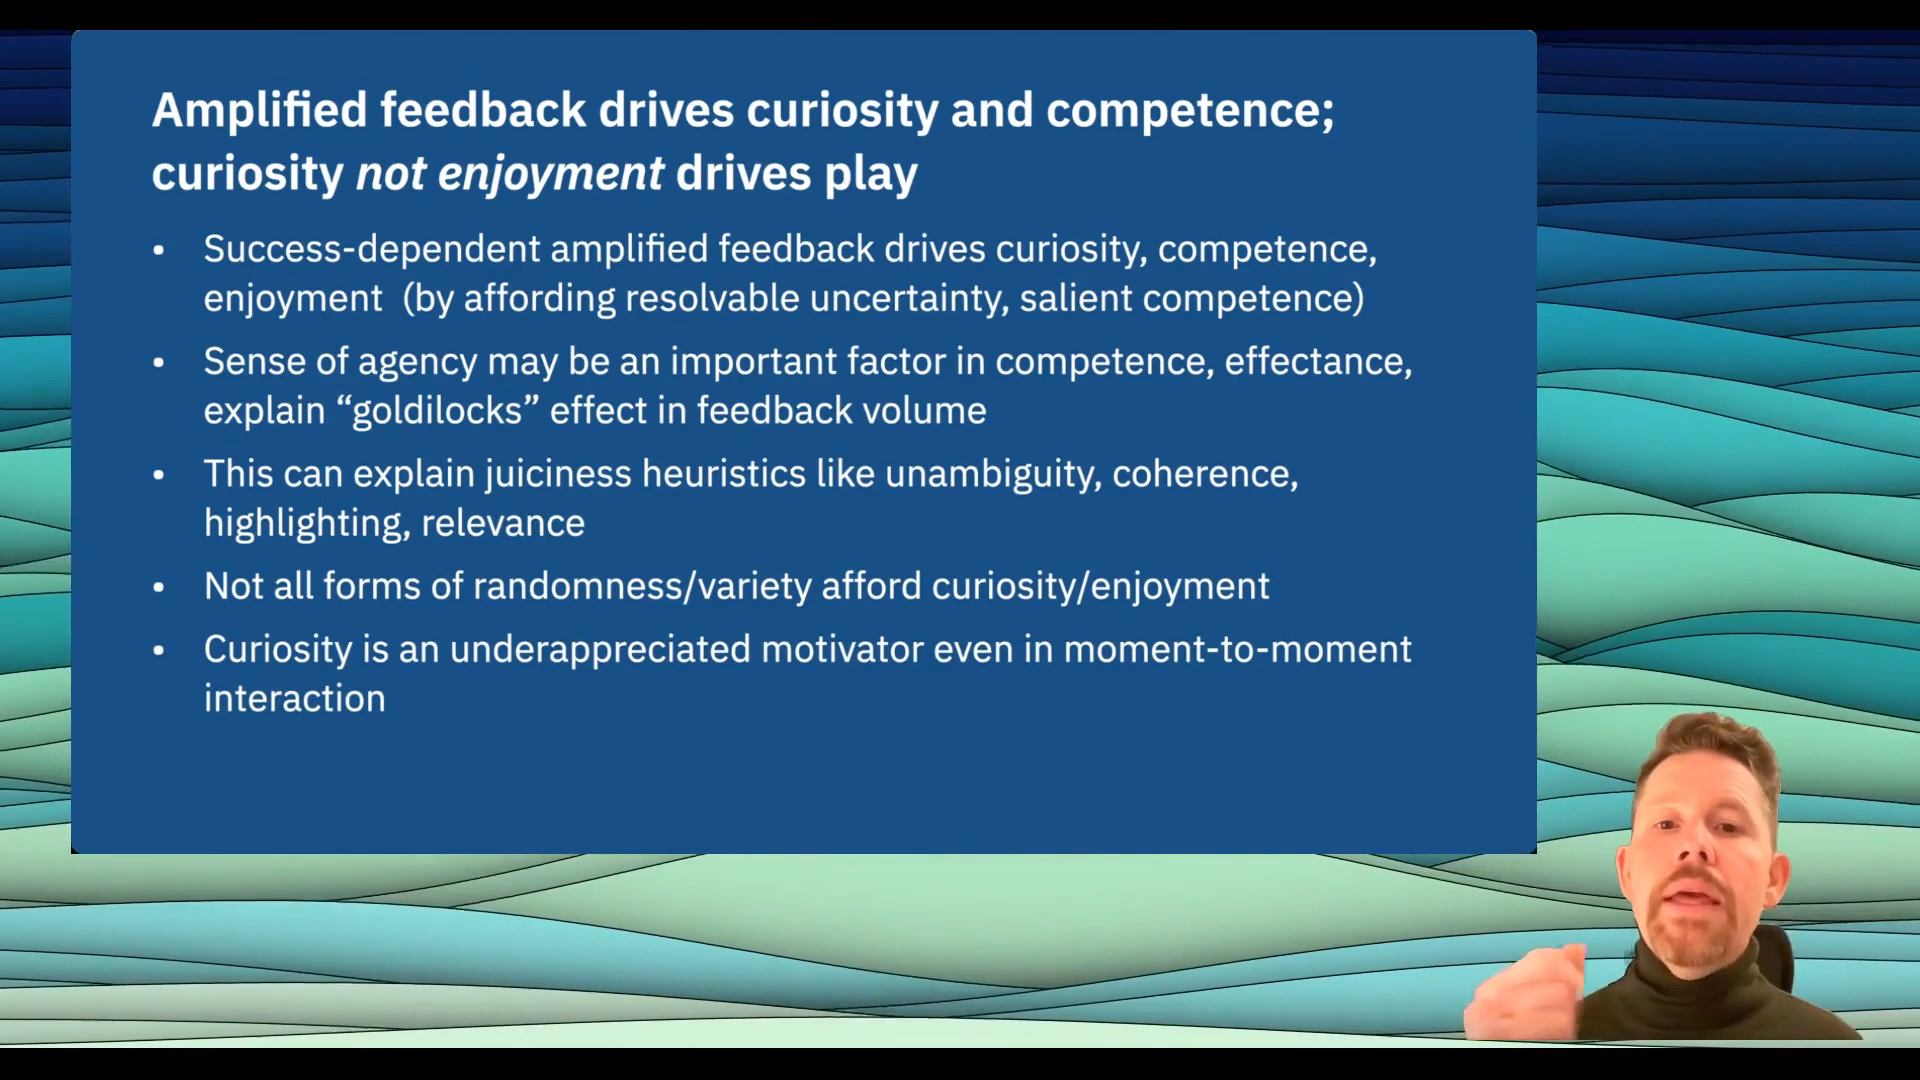 Amplified feedback drives curiosity and competence;
curiosity not enjoyment drives play
• Success-dependent amplified feedback drives curiosity, competence,
enjoyment (by affording resolvable uncertainty, salient competence)
• Sense of agency may be an important factor in competence, effectance,
explain “goldilocks” effect in feedback volume
• This can explain juiciness heuristics like unambiguity, coherence,
highlighting, relevance
• Not all forms of randomness/variety afford curiosity/enjoyment
• Curiosity is an underappreciated motivator even in moment-to-moment
interaction